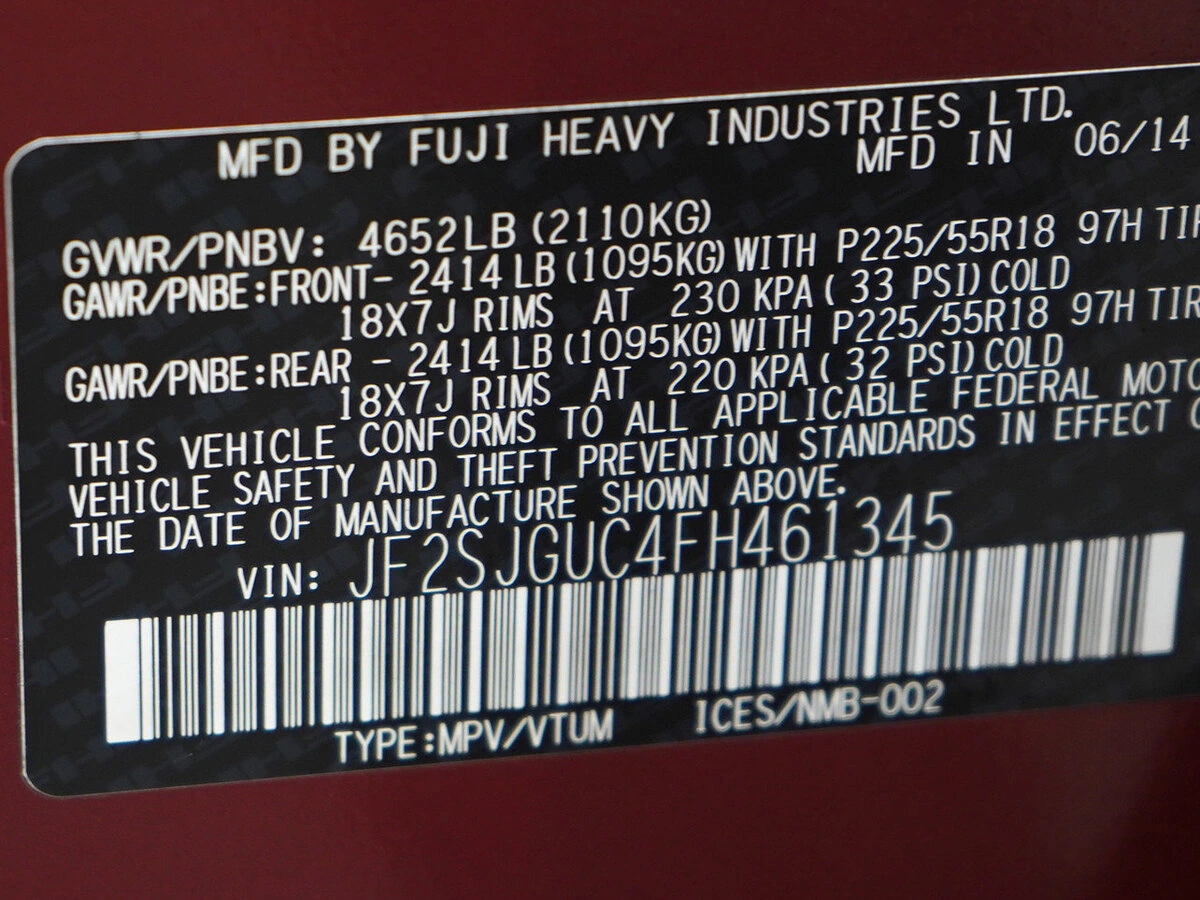 MFD BY FUJI HEAVY INDUSTRIES LTD.
MFD IN 06/14
GVWR/PNBV: 4652LB (2110KG)
GAWR/PNBE:FRONT- 2414 LB (1095KG) WITH P225/55R18 97H TIR
18X7J RIMS AT 230 KPA ( 33 PSI) COLD
GAWR/PNBE:REAR - 2414 LB (1095KG) WITH P225/55R18 97H TIR
18X7J RIMS AT 220 KPA ( 32 PSI) COLD
THIS VEHICLE CONFORMS TO ALL APPLICABLE FEDERAL MOTO
VEHICLE SAFETY AND THEFT PREVENTION STANDARDS IN EFFECT
THE DATE OF MANUFACTURE SHOWN ABOVE.
VIN: JF2SJGUC4FH461345
TYPE:MPV/VTUM ICES/NMB-002